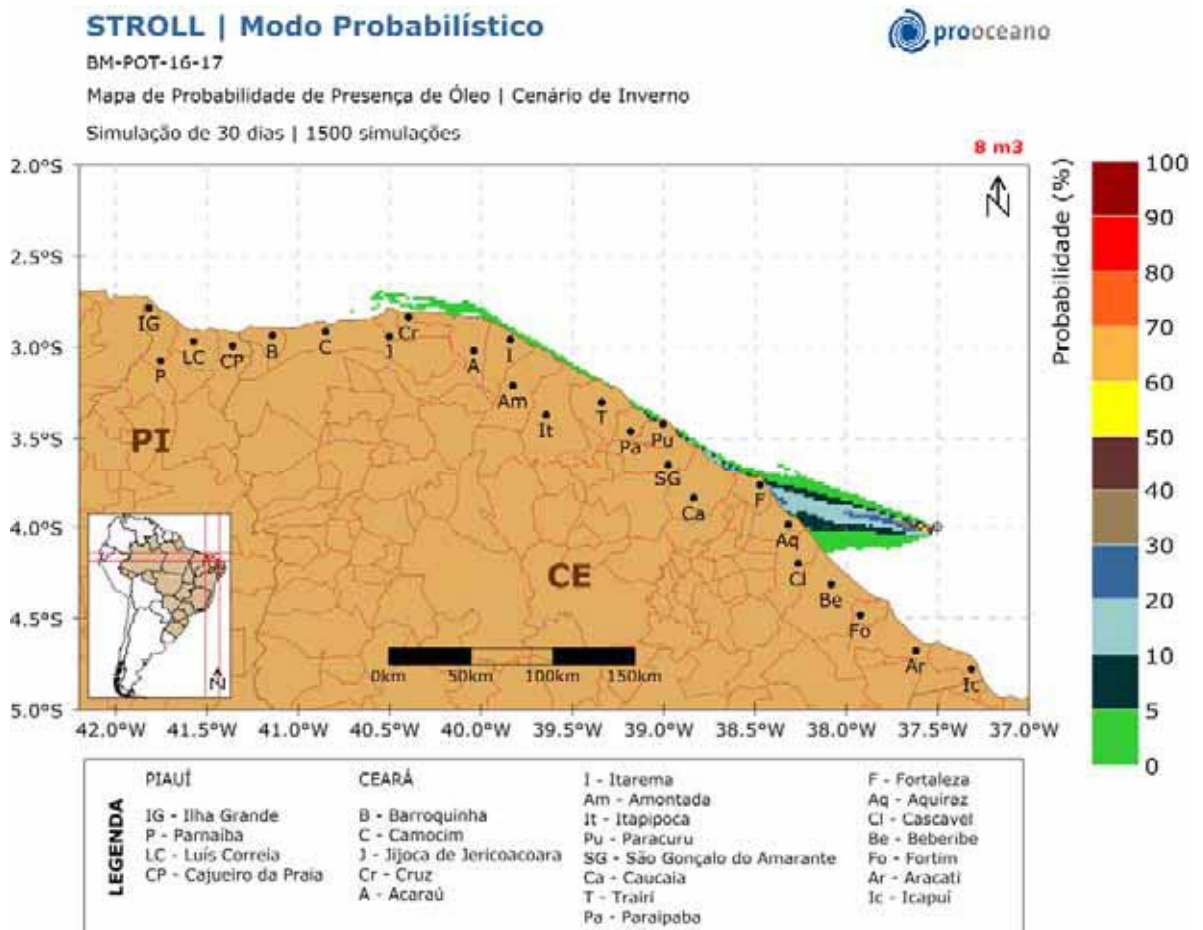 STROLL | Modo Probabilístico
prooceano
BM-POT-16-17
Mapa de Probabilidade de Presença de Óleo | Cenário de Inverno
Simulação de 30 dias | 1500 simulações
8 m3
N
2.0°S
2.5°S
3.0°S
3.5°S
4.0°S
4.5°S
5.0°S
IG
P
LC
CP
B
C
J
Cr
A
I
Am
It
T
Pa
Pu
SG
Ca
F
Aq
Cl
Be
Fo
Ar
Ic
PI
CE
N
0km 50km 100km 150km
42.0°W 41.5°W 41.0°W 40.5°W 40.0°W 39.5°W 39.0°W 38.5°W 38.0°W 37.5°W 37.0°W
Probabilidade (%)
100
90
80
70
60
50
40
30
20
10
5
0
LEGENDA
PIAUÍ
IG - Ilha Grande
P - Parnaíba
LC - Luís Correia
CP - Cajueiro da Praia
CEARÁ
B - Barroquinha
C - Camocim
J - Jijoca de Jericoacoara
Cr - Cruz
A - Acaraú
I - Itarema
Am - Amontada
It - Itapipoca
Pu - Paracuru
SG - São Gonçalo do Amarante
Ca - Caucaia
T - Trairi
Pa - Paraipaba
F - Fortaleza
Aq - Aquiraz
Cl - Cascavel
Be - Beberibe
Fo - Fortim
Ar - Aracati
Ic - Icapuí